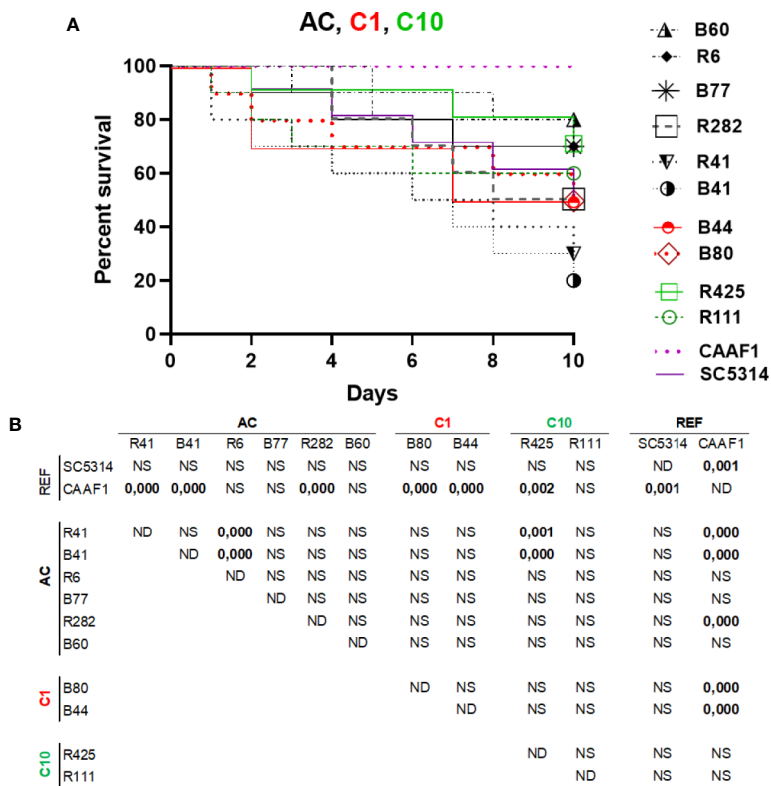 A
AC, C1, C10
Percent survival
100
80
60
40
20
0
0 2 4 6 8 10
Days
B60
R6
B77
R282
R41
B41
B44
B80
R425
R111
CAAF1
SC5314
B
AC C1 C10 REF
R41 B41 R6 B77 R282 B60 B80 B44 R425 R111 SC5314 CAAF1
REF
SC5314 NS NS NS NS NS NS NS NS NS NS ND 0,001
CAAF1 0,000 0,000 NS NS 0,000 NS 0,000 0,000 0,002 NS 0,001 ND
AC
R41 ND NS 0,000 NS NS NS NS NS 0,001 NS NS 0,000
B41 ND 0,000 NS NS NS NS NS 0,000 NS NS 0,000
R6 ND NS NS NS NS NS NS NS NS NS
B77 ND NS NS NS NS NS NS NS NS
R282 ND NS NS NS NS NS NS 0,000
B60 ND NS NS NS NS NS NS
C1
B80 ND NS NS NS NS 0,000
B44 ND NS NS NS 0,000
C10
R425 ND NS NS NS
R111 ND NS NS